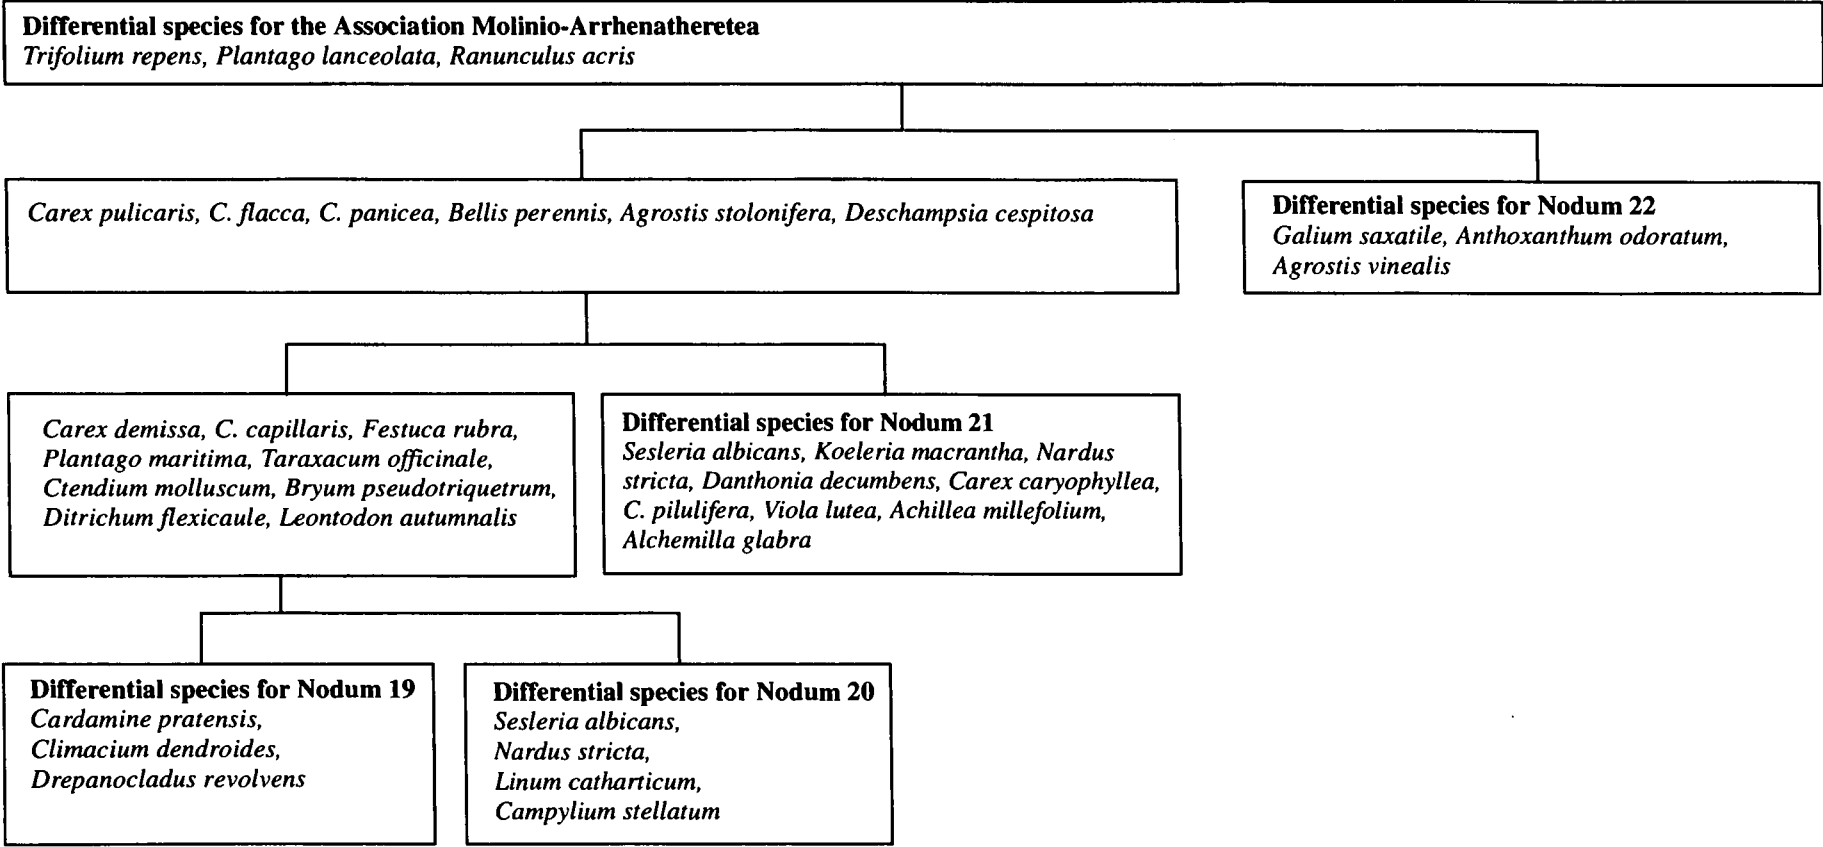 Differential species for the Association Molinio-Arrhenatheretea
Trifolium repens, Plantago lanceolata, Ranunculus acris
Carex pulicaris, C. flacca, C. panicea, Bellis perennis, Agrostis stolonifera, Deschampsia cespitosa
Differential species for Nodum 22
Galium saxatile, Anthoxanthum odoratum,
Agrostis vinealis
Carex demissa, C. capillaris, Festuca rubra,
Plantago maritima, Taraxacum officinale,
Ctendium molluscum, Bryum pseudotriquetrum,
Ditrichum flexicaule, Leontodon autumnalis
Differential species for Nodum 21
Sesleria albicans, Koeleria macrantha, Nardus
stricta, Danthonia decumbens, Carex caryophyllea,
C. pilulifera, Viola lutea, Achillea millefolium,
Alchemilla glabra
Differential species for Nodum 19
Cardamine pratensis,
Climacium dendroides,
Drepanocladus revolvens
Differential species for Nodum 20
Sesleria albicans,
Nardus stricta,
Linum catharticum,
Campylium stellatum